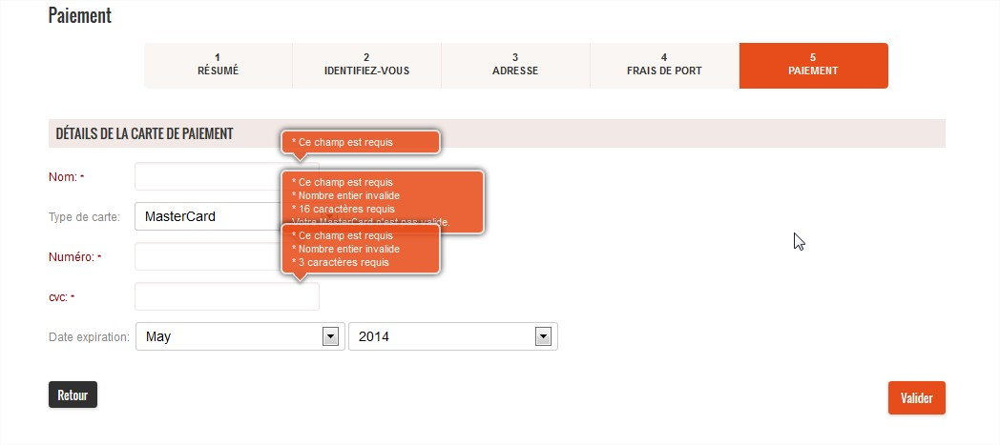 Paiement
1
RÉSUMÉ
2
IDENTIFIEZ-VOUS
3
ADRESSE
4
FRAIS DE PORT
5
PAIEMENT
DÉTAILS DE LA CARTE DE PAIEMENT
* Ce champ est requis
Nom: *
* Ce champ est requis
* Nombre entier invalide
* 16 caractères requis
Votre MasterCard n'est pas valide.
Type de carte: MasterCard
* Ce champ est requis
* Nombre entier invalide
* 3 caractères requis
Numéro: *
cvc: *
Date expiration: May 2014
Retour
Valider